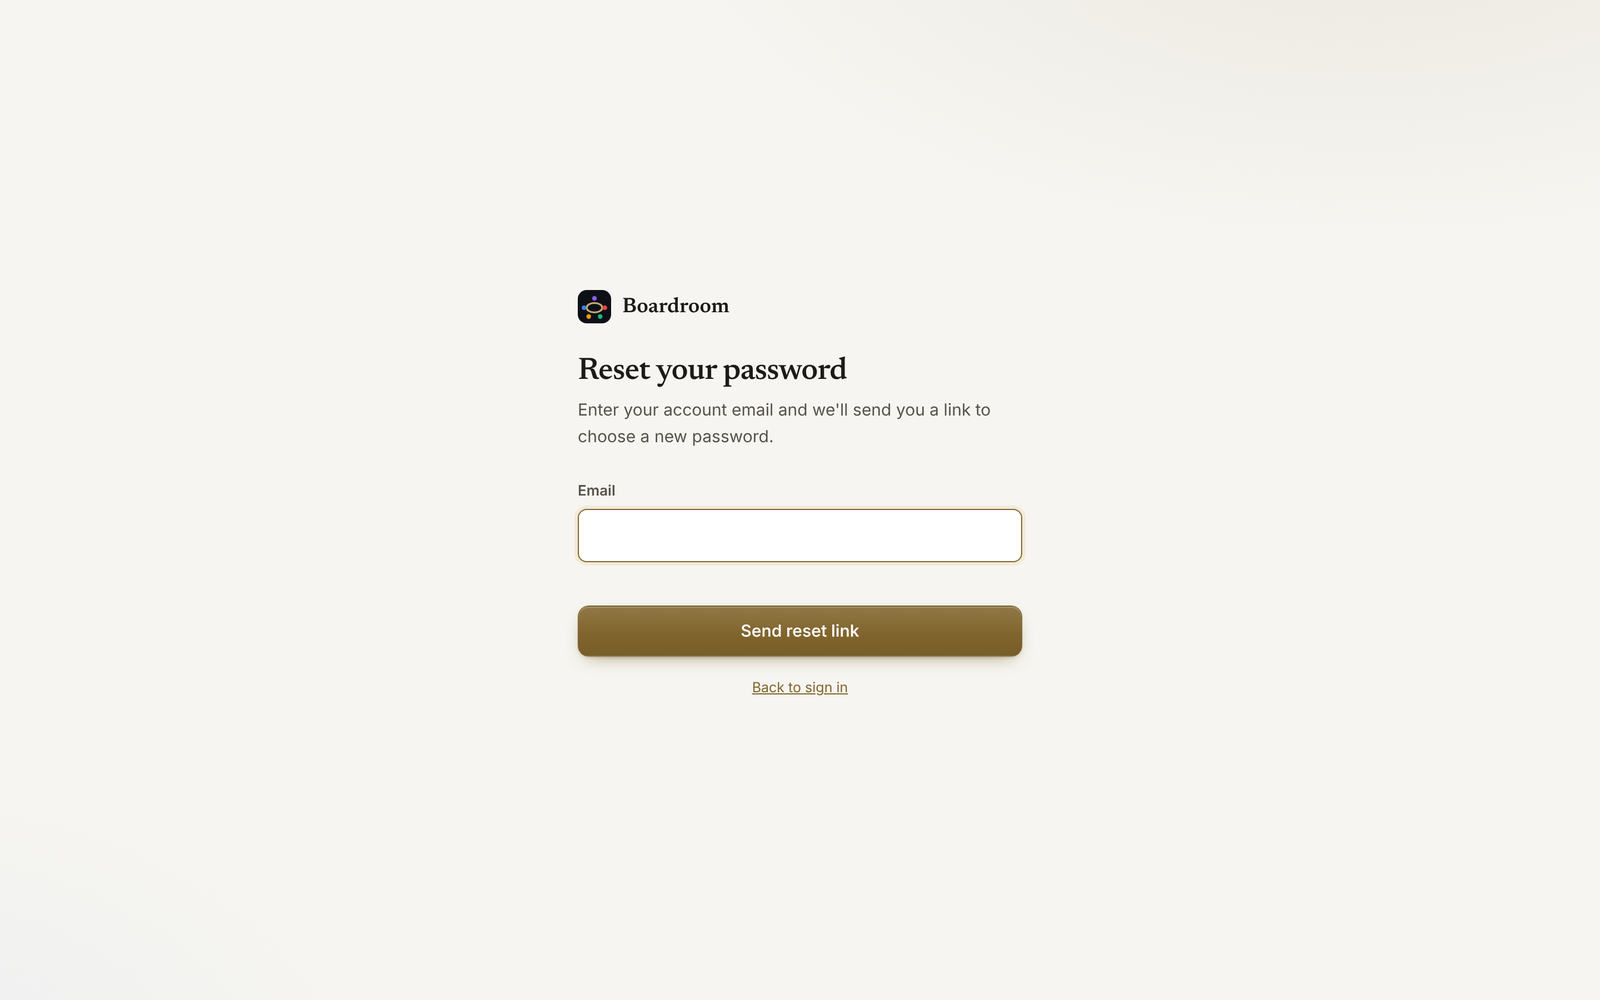 Boardroom
Reset your password
Enter your account email and we'll send you a link to
choose a new password.
Email
Send reset link
Back to sign in